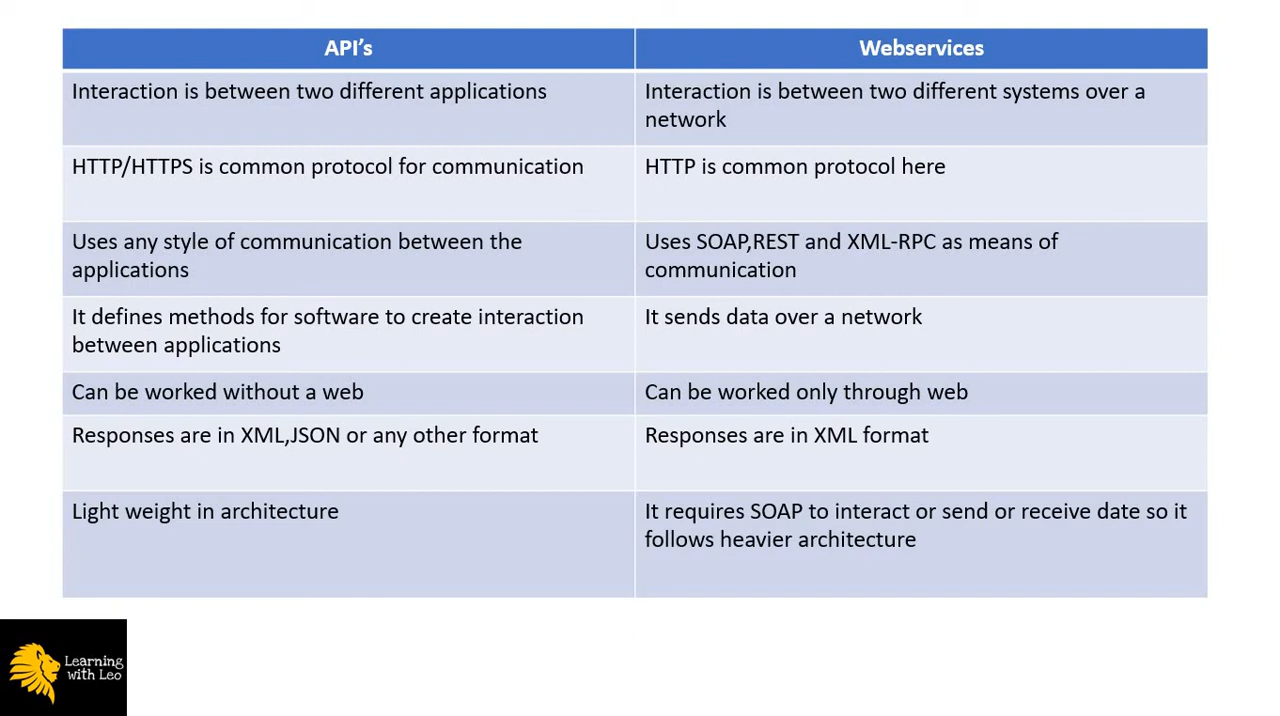 API's
Webservices
Interaction is between two different applications
Interaction is between two different systems over a
network
HTTP/HTTPS is common protocol for communication
HTTP is common protocol here
Uses any style of communication between the
applications
Uses SOAP,REST and XML-RPC as means of
communication
It defines methods for software to create interaction
between applications
It sends data over a network
Can be worked without a web
Can be worked only through web
Responses are in XML,JSON or any other format
Responses are in XML format
Light weight in architecture
It requires SOAP to interact or send or receive date so it
follows heavier architecture
Learning
with Leo